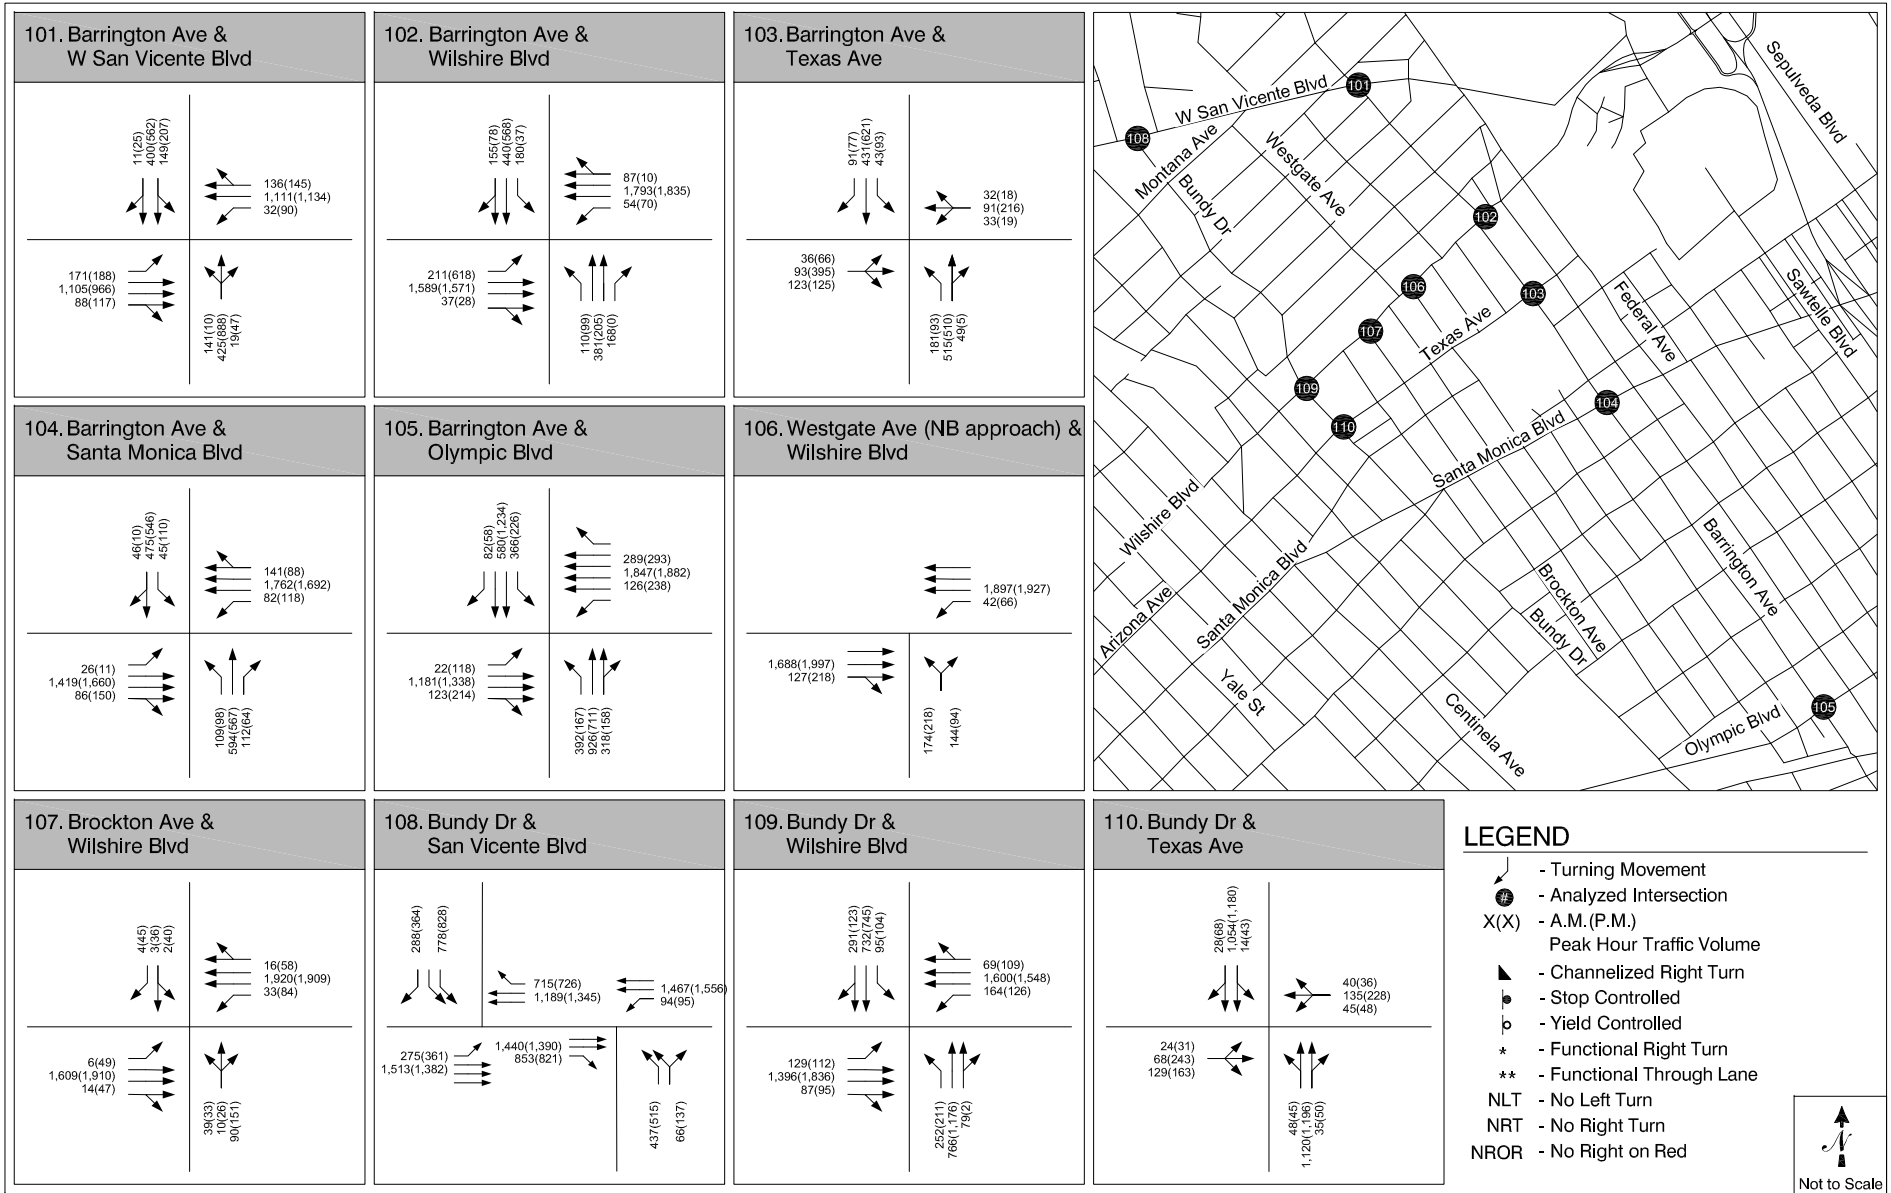 101. Barrington Ave &
W San Vicente Blvd
11(25)
400(562)
149(207)
136(145)
1,111(1,134)
32(90)
171(188)
1,105(966)
88(117)
141(10)
425(888)
19(47)
102. Barrington Ave &
Wilshire Blvd
155(78)
440(568)
180(37)
87(10)
1,793(1,835)
54(70)
211(618)
1,589(1,571)
37(28)
110(99)
381(205)
168(0)
103. Barrington Ave &
Texas Ave
91(77)
431(621)
43(93)
32(18)
91(216)
33(19)
36(66)
93(395)
123(125)
181(93)
515(510)
49(5)
W San Vicente Blvd
Montana Ave
Westgate Ave
Bundy Dr
Sepulveda Blvd
Sawtelle Blvd
Federal Ave
Texas Ave
Santa Monica Blvd
Wilshire Blvd
Arizona Ave
Santa Monica Blvd
Yale St
Centinela Ave
Brockton Ave
Bundy Dr
Barrington Ave
Olympic Blvd
101
108
102
106
103
107
109
110
104
105
104. Barrington Ave &
Santa Monica Blvd
46(10)
475(546)
45(110)
141(88)
1,762(1,692)
82(118)
26(11)
1,419(1,660)
86(150)
109(98)
594(567)
112(64)
105. Barrington Ave &
Olympic Blvd
82(58)
580(1,234)
366(226)
289(293)
1,847(1,882)
126(238)
22(118)
1,181(1,338)
123(214)
392(167)
926(711)
318(158)
106. Westgate Ave (NB approach) &
Wilshire Blvd
1,897(1,927)
42(66)
1,688(1,997)
127(218)
174(218)
144(94)
107. Brockton Ave &
Wilshire Blvd
4(45)
3(36)
2(40)
16(58)
1,920(1,909)
33(84)
6(49)
1,609(1,910)
14(47)
39(33)
10(26)
90(151)
108. Bundy Dr &
San Vicente Blvd
288(364)
778(828)
715(726)
1,189(1,345)
1,467(1,556)
94(95)
275(361)
1,513(1,382)
1,440(1,390)
853(821)
437(515)
66(137)
109. Bundy Dr &
Wilshire Blvd
291(123)
732(745)
95(104)
69(109)
1,600(1,548)
164(126)
129(112)
1,396(1,836)
87(95)
252(211)
766(1,176)
79(2)
110. Bundy Dr &
Texas Ave
28(68)
1,054(1,180)
14(43)
40(36)
135(228)
45(48)
24(31)
68(243)
129(163)
48(45)
1,120(1,196)
35(50)
LEGEND
- Turning Movement
# - Analyzed Intersection
X(X) - A.M.(P.M.)
Peak Hour Traffic Volume
- Channelized Right Turn
- Stop Controlled
- Yield Controlled
* - Functional Right Turn
** - Functional Through Lane
NLT - No Left Turn
NRT - No Right Turn
NROR - No Right on Red
N
Not to Scale